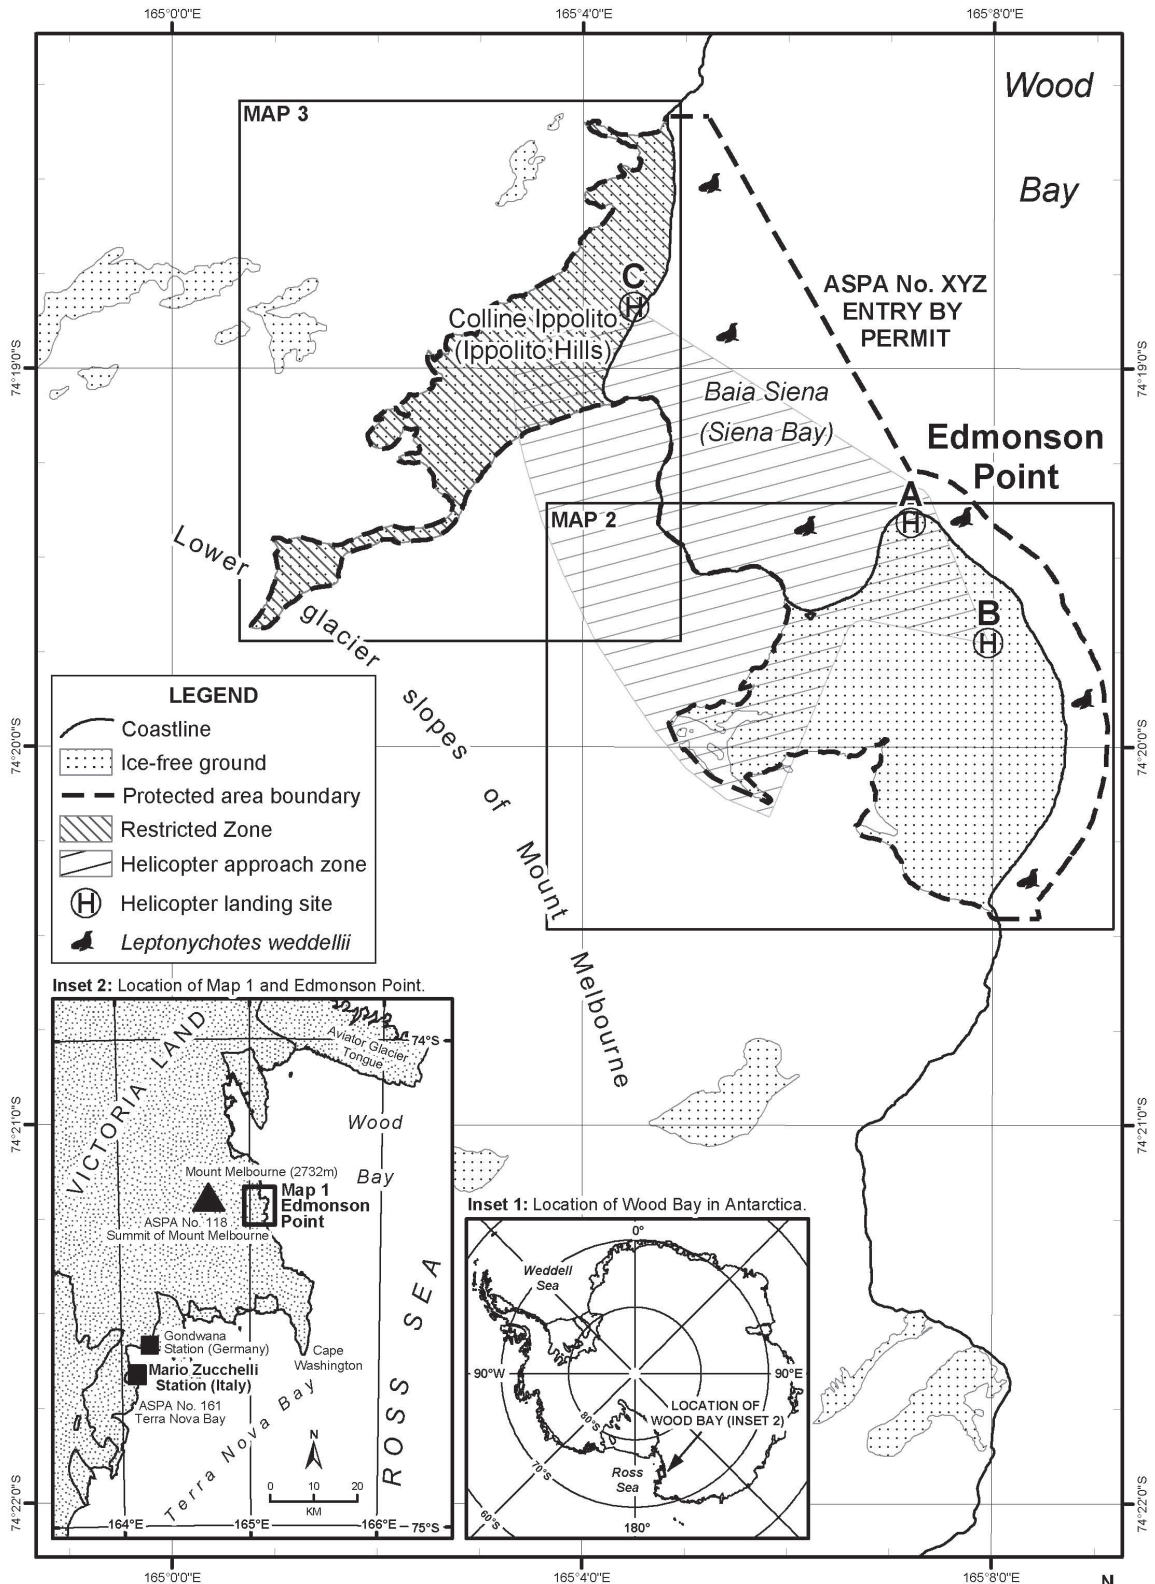 165°0'0"E
165°4'0"E
165°8'0"E
Wood
Bay
MAP 3
ASPA No. XYZ
ENTRY BY
PERMIT
C
H
Colline Ippolito
(Ippolito Hills)
74°19'0"S
74°19'0"S
Baia Siena
(Siena Bay)
Edmonson
Point
A
H
MAP 2
B
H
Lower
glacier
slopes
of
Mount
Melbourne
LEGEND
Coastline
Ice-free ground
Protected area boundary
Restricted Zone
Helicopter approach zone
H Helicopter landing site
Leptonychotes weddellii
74°20'0"S
74°20'0"S
Inset 2: Location of Map 1 and Edmonson Point.
VICTORIA LAND
Aviator Glacier
Tongue
74°S
Wood
Bay
Mount Melbourne (2732m)
Map 1
Edmonson
Point
ASPA No. 118
Summit of Mount Melbourne
ROSS SEA
Gondwana
Station (Germany)
Cape
Washington
Mario Zucchelli
Station (Italy)
ASPA No. 161
Terra Nova Bay
Terra Nova Bay
N
0 10 20
KM
164°E
165°E
166°E
75°S
74°21'0"S
74°21'0"S
Inset 1: Location of Wood Bay in Antarctica.
0°
Weddell
Sea
90°W
90°E
LOCATION OF
WOOD BAY (INSET 2)
80°S
70°S
60°S
Ross
Sea
180°
74°22'0"S
74°22'0"S
165°0'0"E
165°4'0"E
165°8'0"E
N